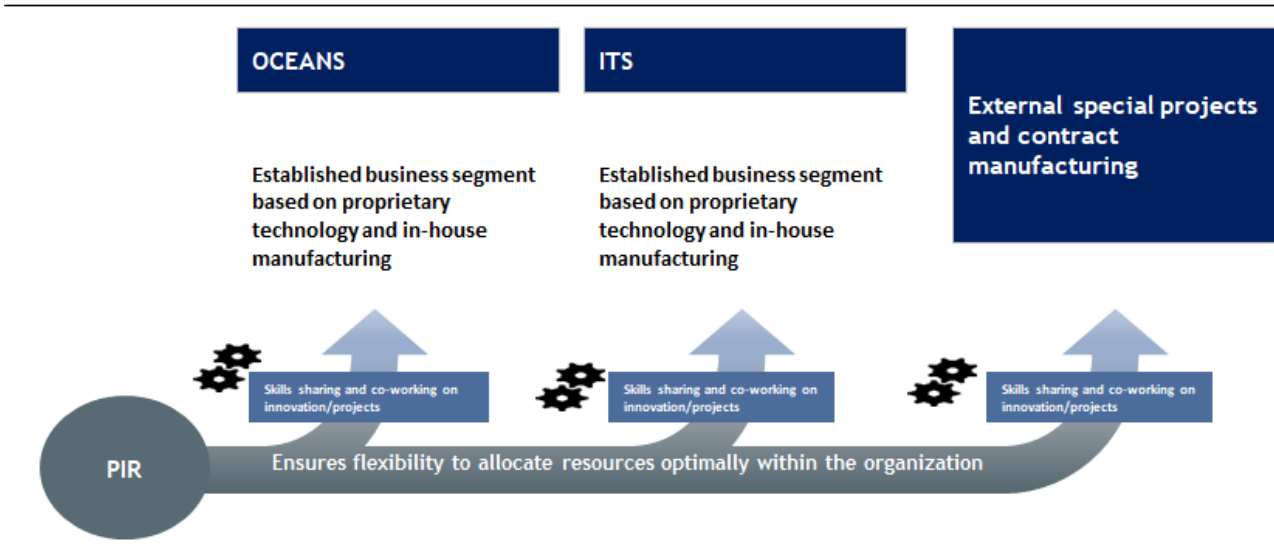 OCEANS
ITS
External special projects
and contract
manufacturing
Established business segment
based on proprietary
technology and in-house
manufacturing
Established business segment
based on proprietary
technology and in-house
manufacturing
Skills sharing and co-working on
innovation/projects
Skills sharing and co-working on
innovation/projects
Skills sharing and co-working on
innovation/projects
PIR
Ensures flexibility to allocate resources optimally within the organization